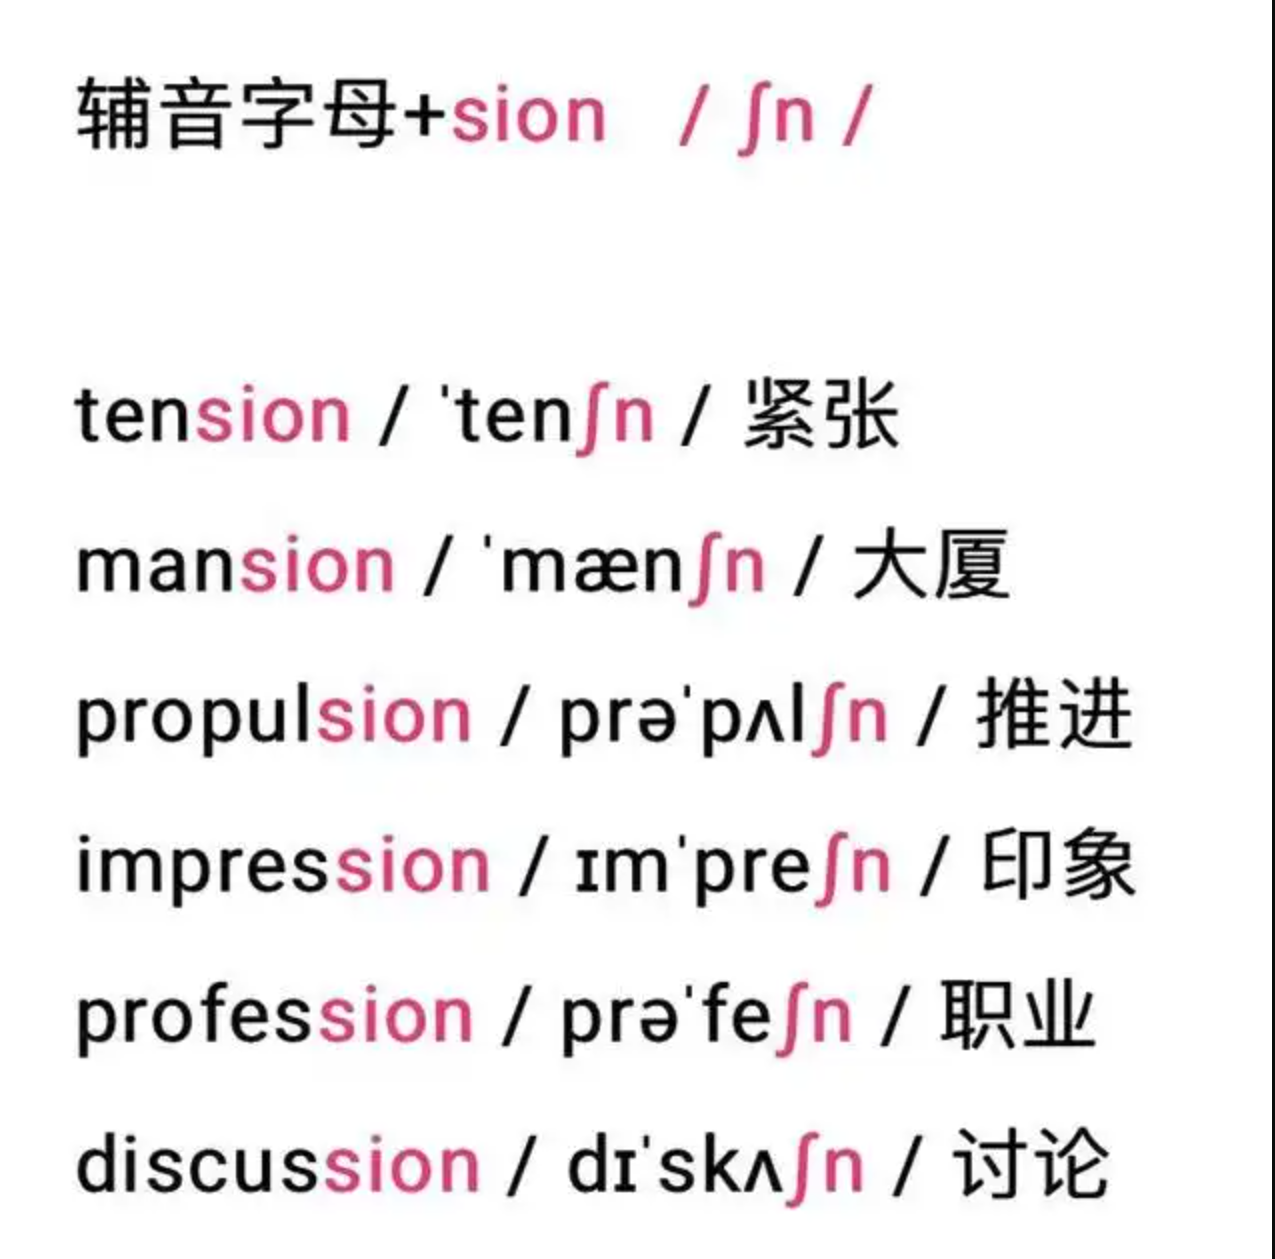 辅音字母+sion / ʃn /
tension / ˈtenʃn / 紧张
mansion / ˈmænʃn / 大厦
propulsion / prəˈpʌlʃn / 推进
impression / ɪmˈpreʃn / 印象
profession / prəˈfeʃn / 职业
discussion / dɪˈskʌʃn / 讨论